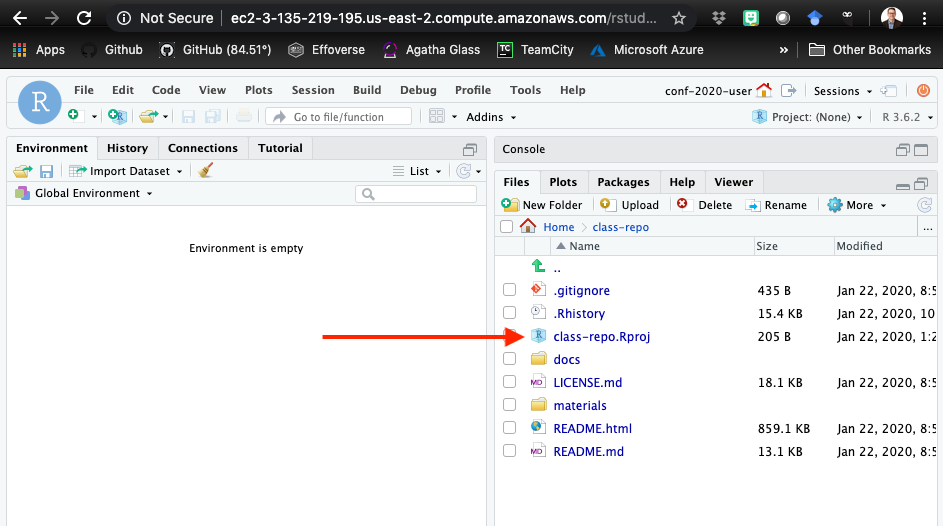 Not Secure ec2-3-135-219-195.us-east-2.compute.amazonaws.com/rstud...
Apps Github GitHub (84.51°) Effoverse Agatha Glass TC TeamCity Microsoft Azure » Other Bookmarks
R File Edit Code View Plots Session Build Debug Profile Tools Help conf-2020-user Sessions
Go to file/function Addins Project: (None) R 3.6.2
Environment History Connections Tutorial
Import Dataset List
Global Environment
Environment is empty
Console
Files Plots Packages Help Viewer
New Folder Upload Delete Rename More
Home class-repo ...
Name Size Modified
..
.gitignore 435 B Jan 22, 2020, 8:5
.Rhistory 15.4 KB Jan 22, 2020, 10
class-repo.Rproj 205 B Jan 22, 2020, 1:2
docs
MD LICENSE.md 18.1 KB Jan 22, 2020, 8:5
materials
README.html 859.1 KB Jan 22, 2020, 8:5
MD README.md 13.1 KB Jan 22, 2020, 8:5